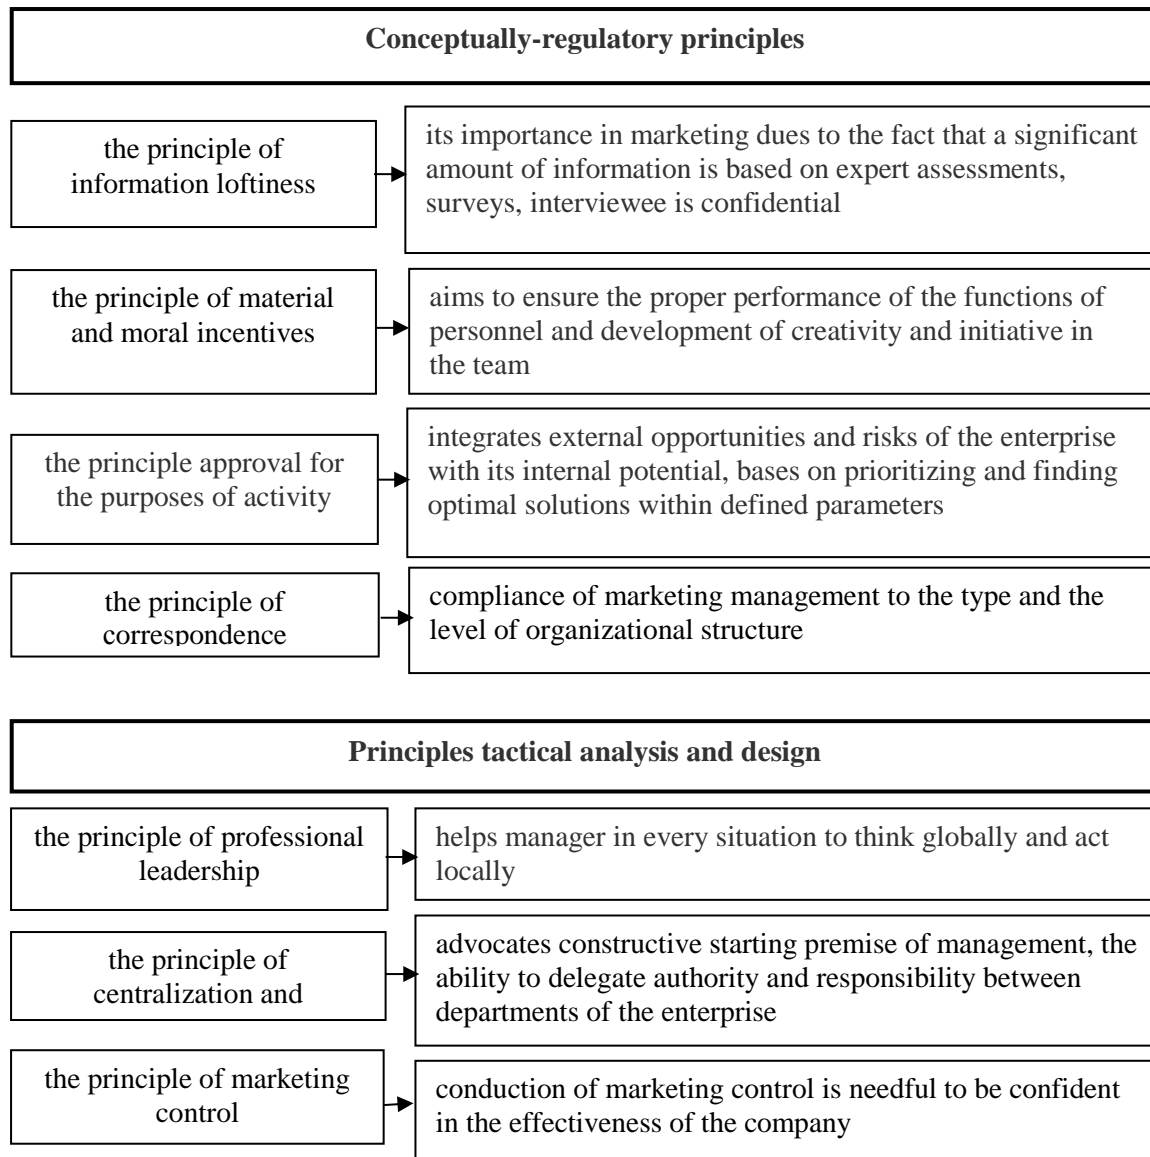 Conceptually-regulatory principles
the principle of
information loftiness
its importance in marketing dues to the fact that a significant
amount of information is based on expert assessments,
surveys, interviewee is confidential
the principle of material
and moral incentives
aims to ensure the proper performance of the functions of
personnel and development of creativity and initiative in
the team
the principle approval for
the purposes of activity
integrates external opportunities and risks of the enterprise
with its internal potential, bases on prioritizing and finding
optimal solutions within defined parameters
the principle of
correspondence
compliance of marketing management to the type and the
level of organizational structure
Principles tactical analysis and design
the principle of professional
leadership
helps manager in every situation to think globally and act
locally
the principle of
centralization and
advocates constructive starting premise of management, the
ability to delegate authority and responsibility between
departments of the enterprise
the principle of marketing
control
conduction of marketing control is needful to be confident
in the effectiveness of the company